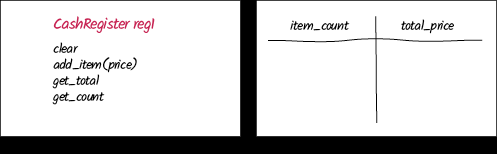 CashRegister reg1
clear
add_item(price)
get_total
get_count
item_count total_price